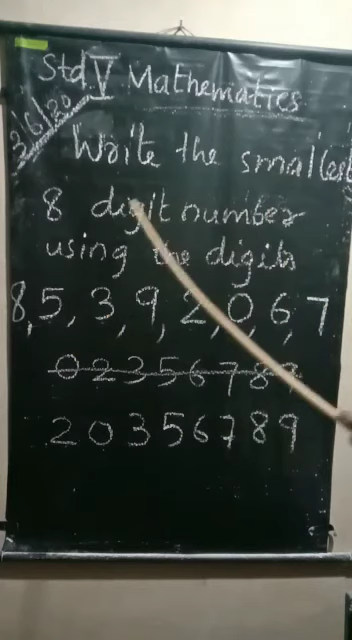 Std V Mathematics
3/6/20
Write the smallest
8 digit number
using the digits
8,5,3,9,2,0,6,7
02356789
20356789